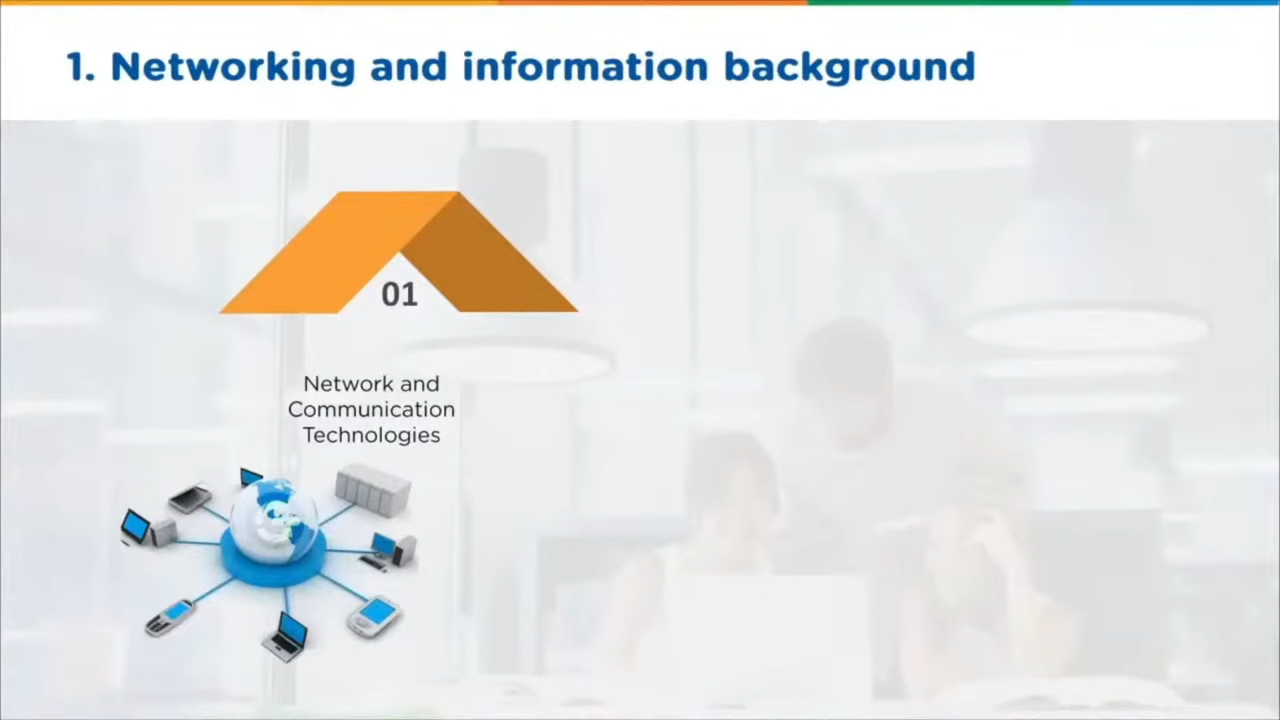 1. Networking and information background
01
Network and
Communication
Technologies